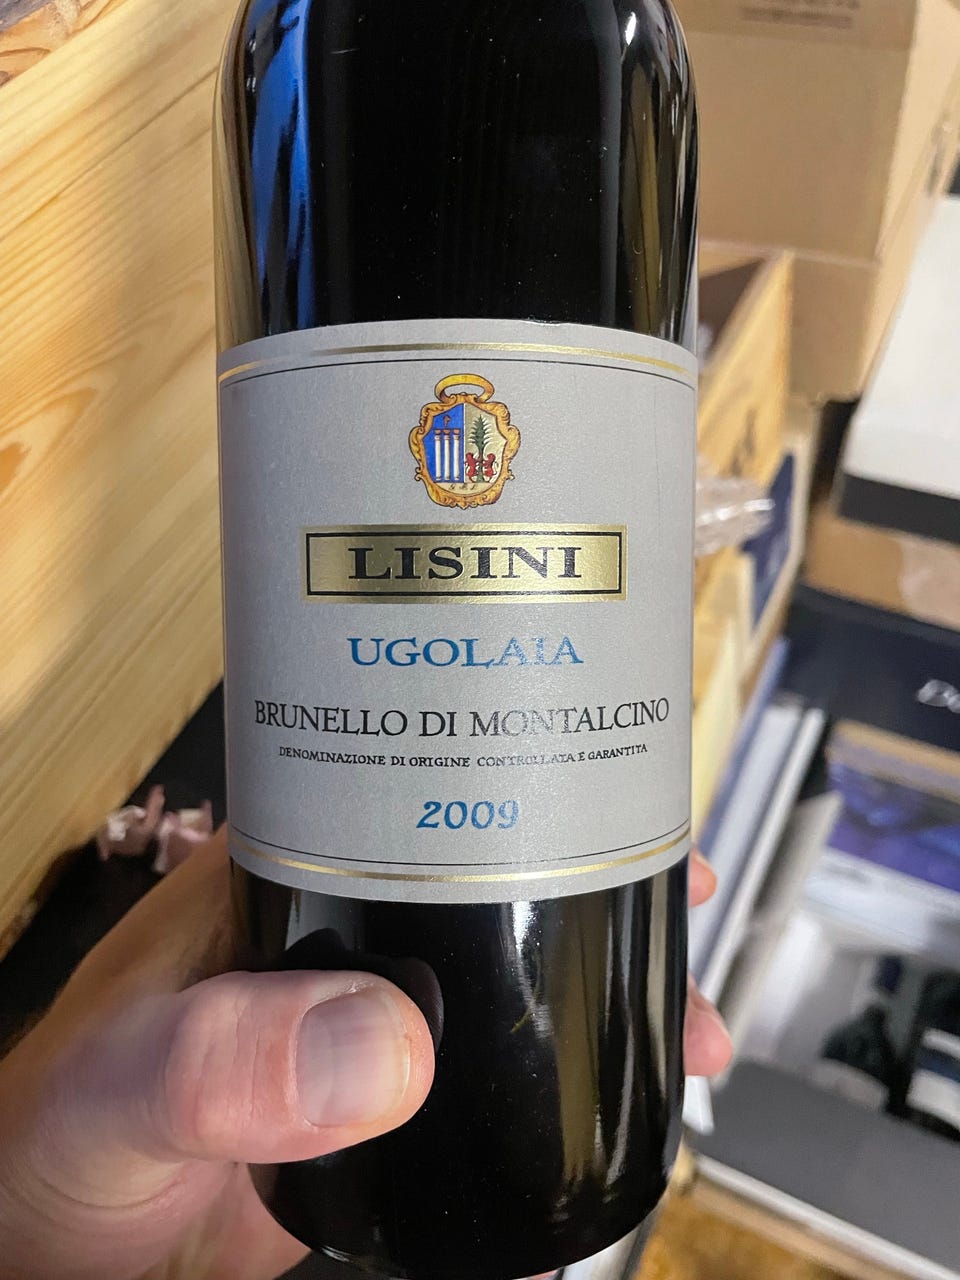 LISINI
UGOLAIA
BRUNELLO DI MONTALCINO
DENOMINAZIONE DI ORIGINE CONTROLLATA E GARANTITA
2009